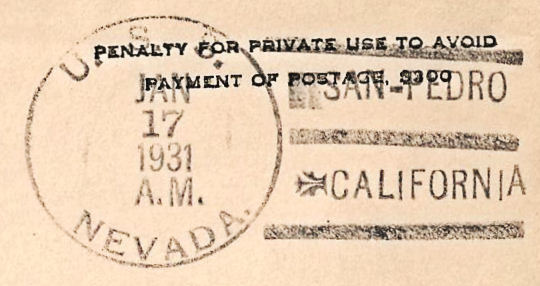 PENALTY FOR PRIVATE USE TO AVOID
PAYMENT OF POSTAGE, $300
U. S. S.
JAN
17
1931
A.M.
NEVADA.
SAN-PEDRO
CALIFORNIA